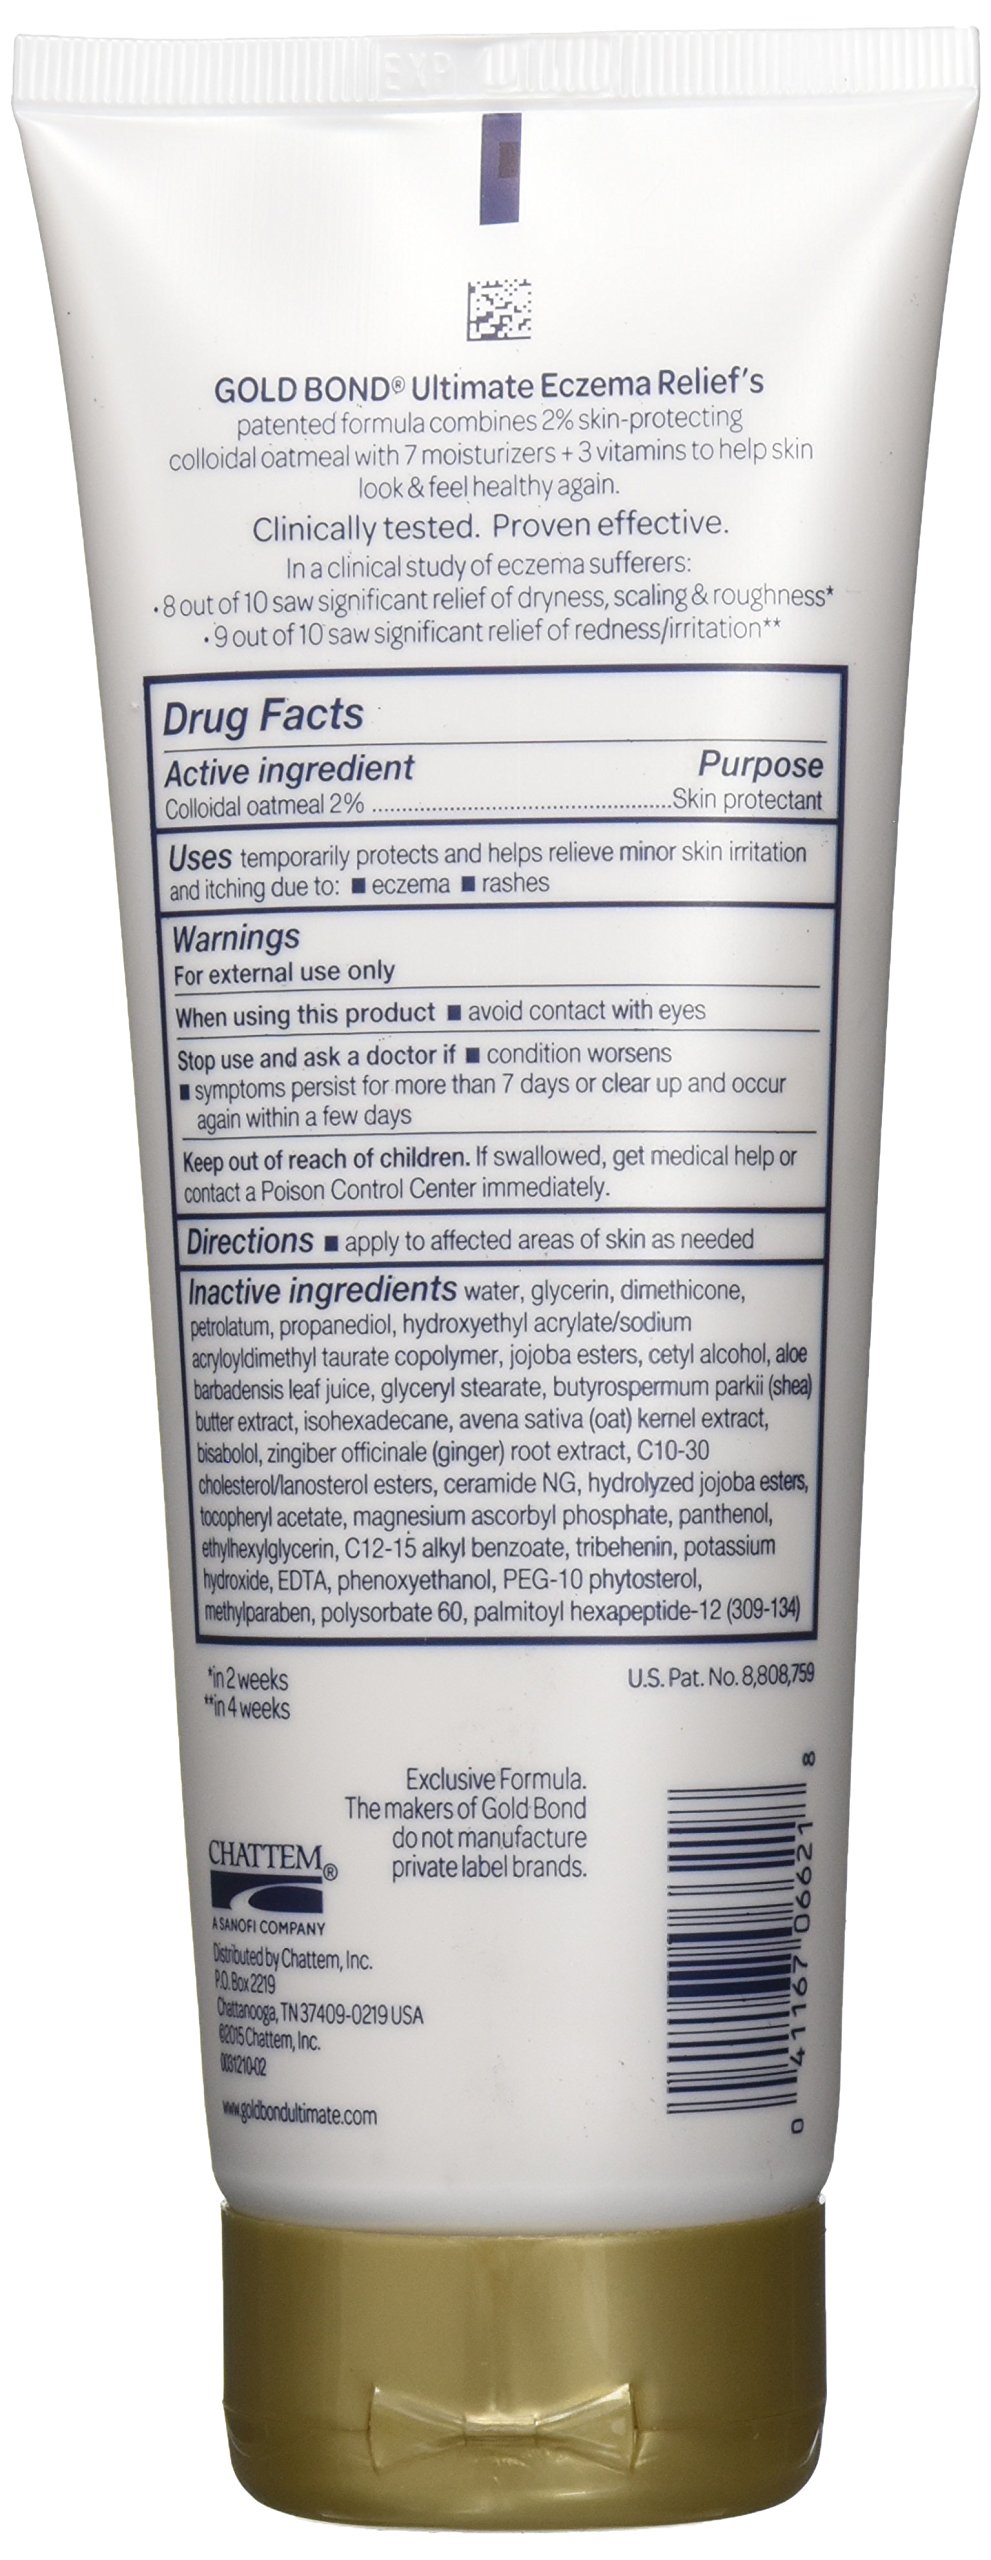 EXP
GOLD BOND® Ultimate Eczema Relief's
patented formula combines 2% skin-protecting
colloidal oatmeal with 7 moisturizers + 3 vitamins to help skin
look & feel healthy again.
Clinically tested. Proven effective.
In a clinical study of eczema sufferers:
• 8 out of 10 saw significant relief of dryness, scaling & roughness*
• 9 out of 10 saw significant relief of redness/irritation**
Drug Facts
Active ingredient Purpose
Colloidal oatmeal 2% ..................................................Skin protectant
Uses temporarily protects and helps relieve minor skin irritation
and itching due to: ■ eczema ■ rashes
Warnings
For external use only
When using this product ■ avoid contact with eyes
Stop use and ask a doctor if ■ condition worsens
■ symptoms persist for more than 7 days or clear up and occur
again within a few days
Keep out of reach of children. If swallowed, get medical help or
contact a Poison Control Center immediately.
Directions ■ apply to affected areas of skin as needed
Inactive ingredients water, glycerin, dimethicone,
petrolatum, propanediol, hydroxyethyl acrylate/sodium
acryloyldimethyl taurate copolymer, jojoba esters, cetyl alcohol, aloe
barbadensis leaf juice, glyceryl stearate, butyrospermum parkii (shea)
butter extract, isohexadecane, avena sativa (oat) kernel extract,
bisabolol, zingiber officinale (ginger) root extract, C10-30
cholesterol/lanosterol esters, ceramide NG, hydrolyzed jojoba esters,
tocopheryl acetate, magnesium ascorbyl phosphate, panthenol,
ethylhexylglycerin, C12-15 alkyl benzoate, tribehenin, potassium
hydroxide, EDTA, phenoxyethanol, PEG-10 phytosterol,
methylparaben, polysorbate 60, palmitoyl hexapeptide-12 (309-134)
*in 2 weeks U.S. Pat. No. 8,808,759
**in 4 weeks
Exclusive Formula.
The makers of Gold Bond
do not manufacture
private label brands.
CHATTEM®
A SANOFI COMPANY
Distributed by Chattem, Inc.
P.O. Box 2219
Chattanooga, TN 37409-0219 USA
©2015 Chattem, Inc.
0031210-02
www.goldbondultimate.com
0 41167 06621 8